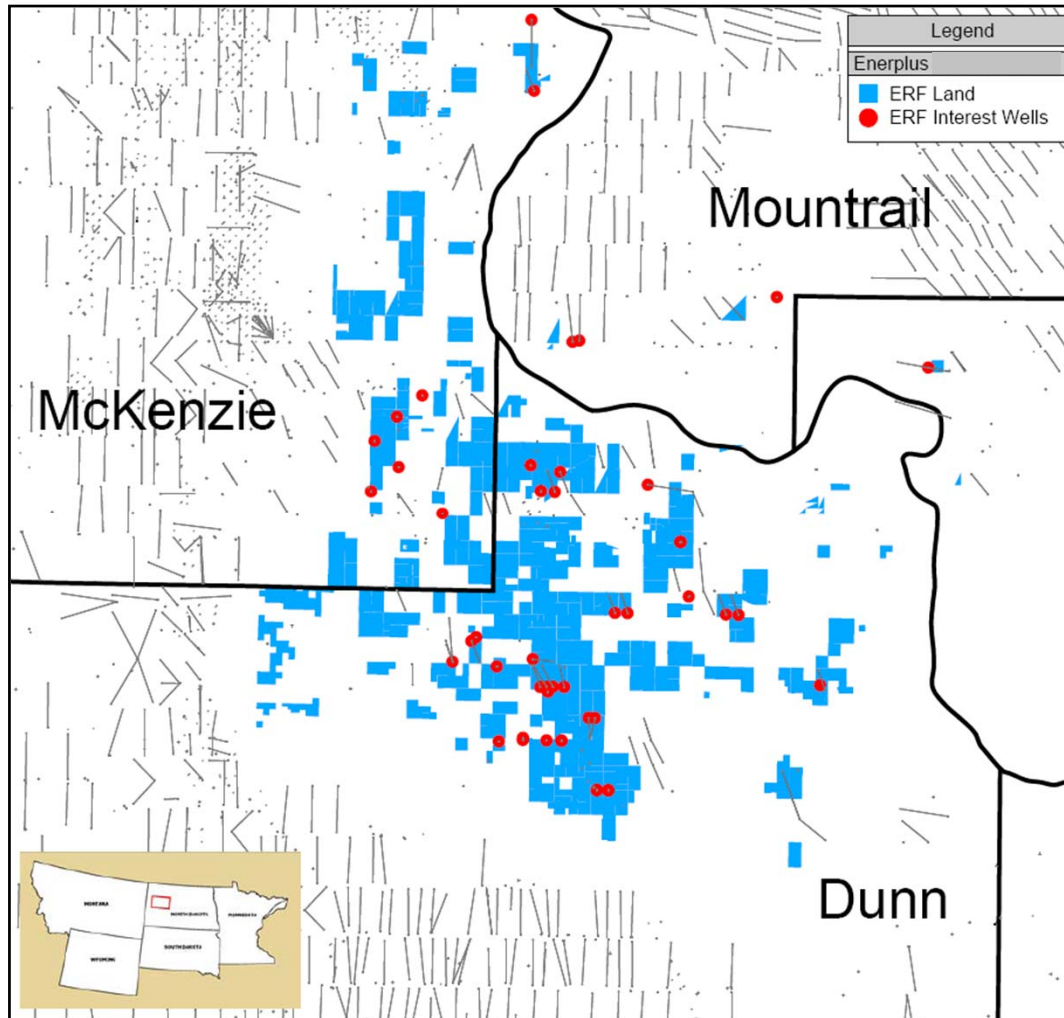 Legend
Enerplus
ERF Land
ERF Interest Wells
Mountrail
McKenzie
Dunn
MONTANA
NORTH DAKOTA
MINNESOTA
SOUTH DAKOTA
WYOMING